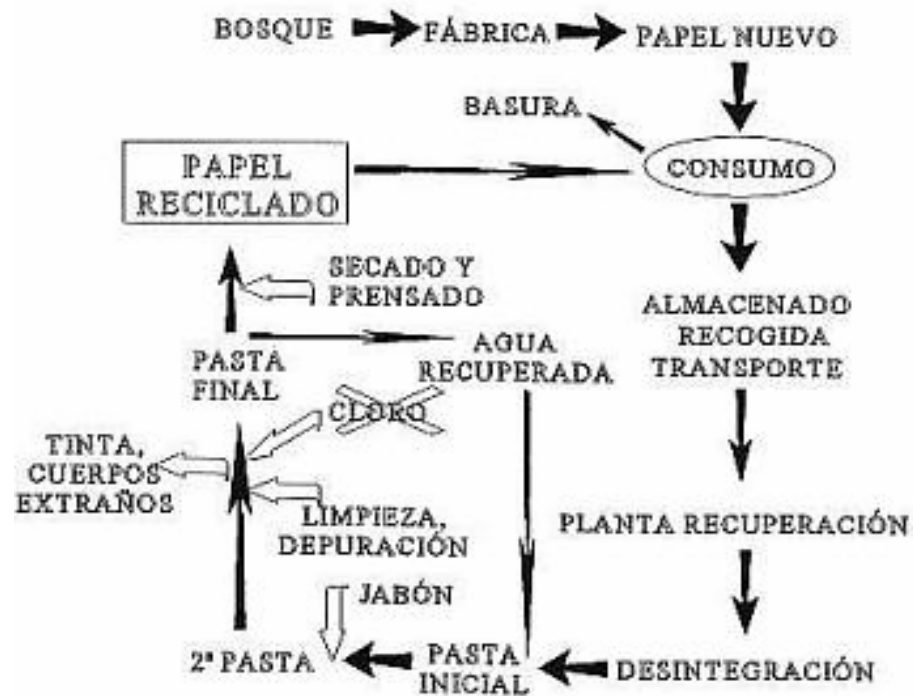 BOSQUE
FÁBRICA
PAPEL NUEVO
BASURA
CONSUMO
PAPEL
RECICLADO
SECADO Y
PRENSADO
ALMACENADO
RECOGIDA
TRANSPORTE
PASTA
FINAL
AGUA
RECUPERADA
CLORO
TINTA,
CUERPOS
EXTRAÑOS
LIMPIEZA,
DEPURACIÓN
PLANTA RECUPERACIÓN
JABÓN
2ª PASTA
PASTA
INICIAL
DESINTEGRACIÓN